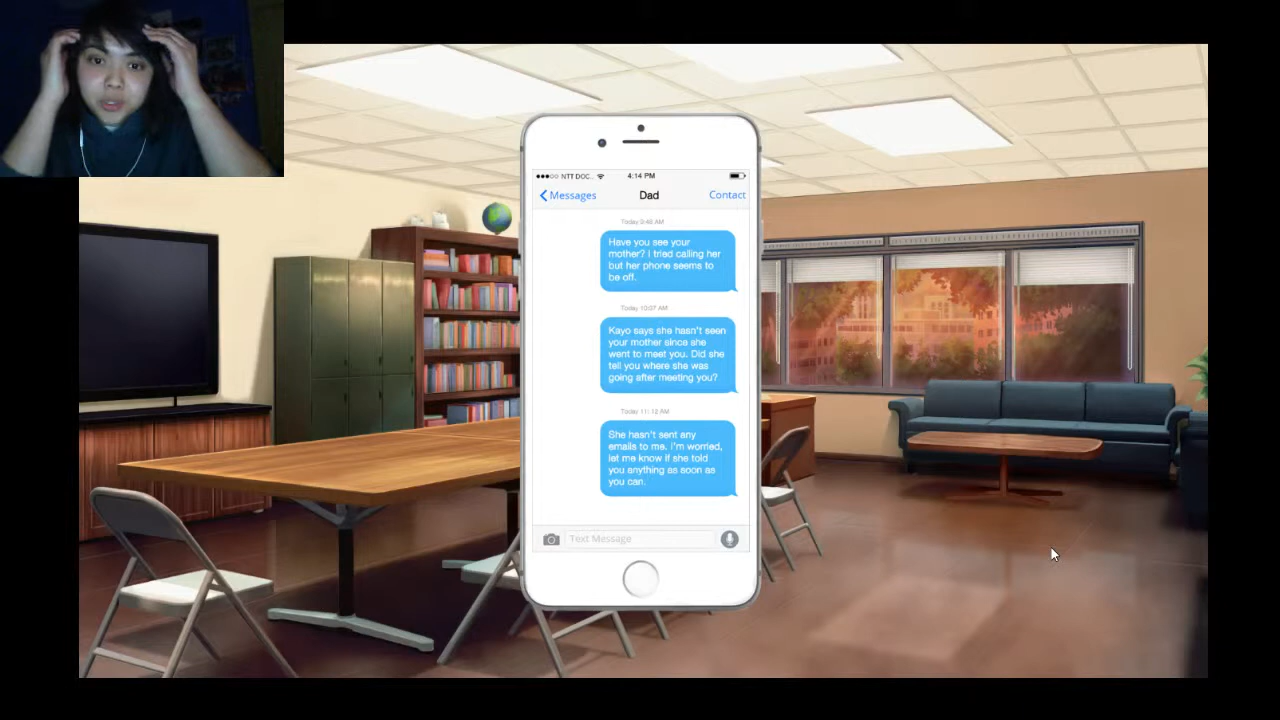 NTT DOC.. 4:14 PM
Messages Dad Contact
Today 9:46 AM
Have you see your
mother? I tried calling her
but her phone seems to
be off.
Today 10:07 AM
Kayo says she hasn't seen
your mother since she
went to meet you. Did she
tell you where she was
going after meeting you?
Today 11:12 AM
She hasn't sent any
emails to me. I'm worried,
let me know if she told
you anything as soon as
you can.
Text Message